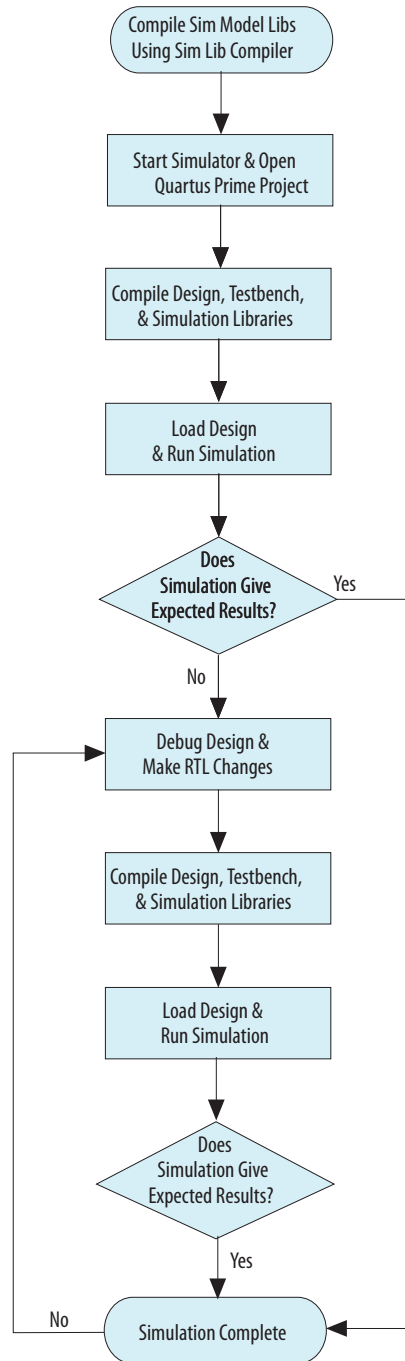 Compile Sim Model Libs
Using Sim Lib Compiler
Start Simulator & Open
Quartus Prime Project
Compile Design, Testbench,
& Simulation Libraries
Load Design
& Run Simulation
Does
Simulation Give
Expected Results?
Yes
No
Debug Design &
Make RTL Changes
Compile Design, Testbench,
& Simulation Libraries
Load Design &
Run Simulation
Does
Simulation Give
Expected Results?
Yes
No
Simulation Complete